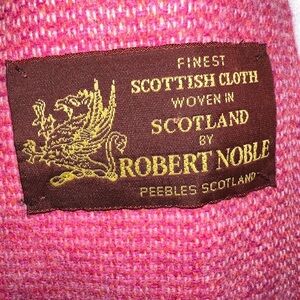 FINEST
SCOTTISH CLOTH
WOVEN IN
SCOTLAND
BY
ROBERT NOBLE
PEEBLES SCOTLAND